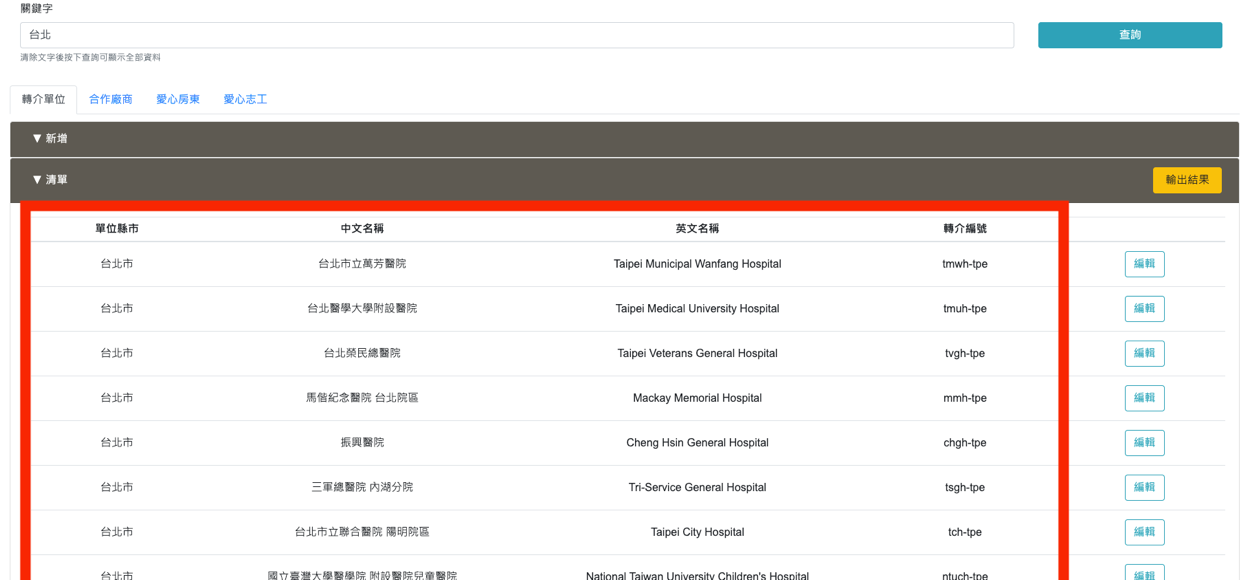 關鍵字
台北
查詢
清除文字後按下查詢可顯示全部資料
轉介單位 合作廠商 愛心房東 愛心志工
▼ 新增
▼ 清單 輸出結果
單位縣市 中文名稱 英文名稱 轉介編號
台北市 台北市立萬芳醫院 Taipei Municipal Wanfang Hospital tmwh-tpe 編輯
台北市 台北醫學大學附設醫院 Taipei Medical University Hospital tmuh-tpe 編輯
台北市 台北榮民總醫院 Taipei Veterans General Hospital tvgh-tpe 編輯
台北市 馬偕紀念醫院 台北院區 Mackay Memorial Hospital mmh-tpe 編輯
台北市 振興醫院 Cheng Hsin General Hospital chgh-tpe 編輯
台北市 三軍總醫院 內湖分院 Tri-Service General Hospital tsgh-tpe 編輯
台北市 台北市立聯合醫院 陽明院區 Taipei City Hospital tch-tpe 編輯
台北市 國立臺灣大學醫學院 附設醫院兒童醫院 National Taiwan University Children's Hospital ntuch-tpe 編輯